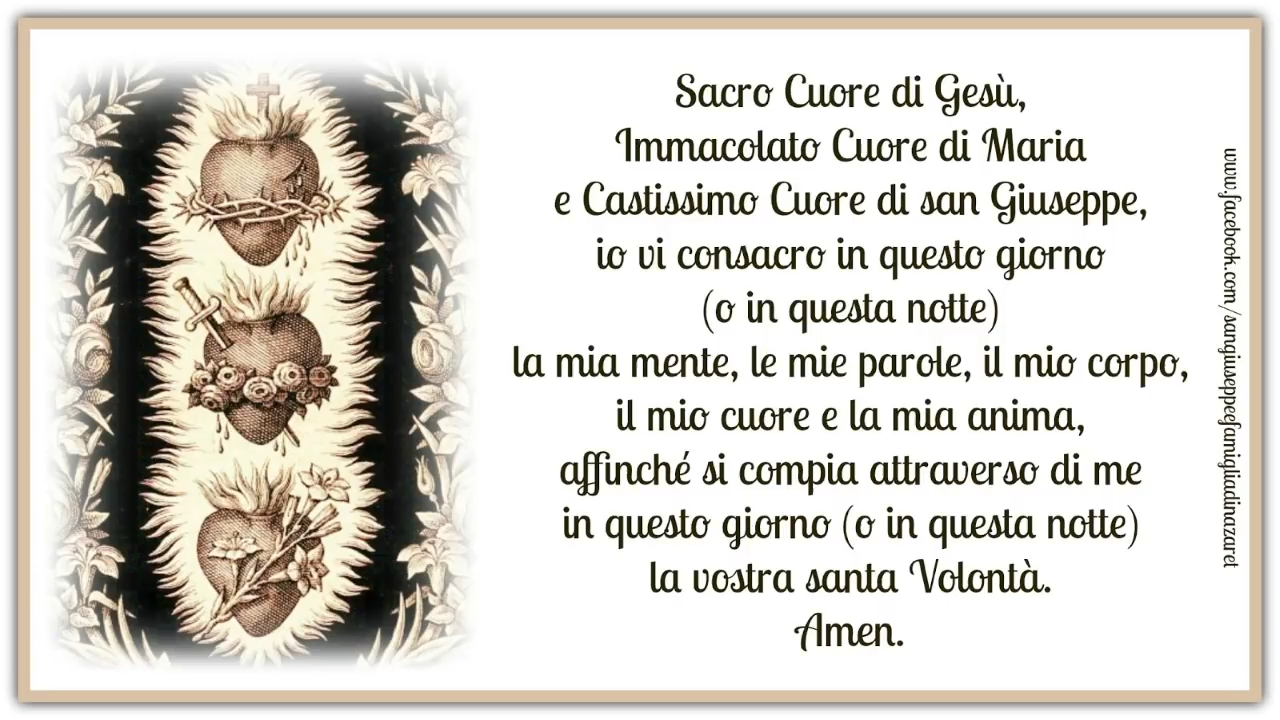 Sacro Cuore di Gesù,
Immacolato Cuore di Maria
e Castissimo Cuore di san Giuseppe,
io vi consacro in questo giorno
(o in questa notte)
la mia mente, le mie parole, il mio corpo,
il mio cuore e la mia anima,
affinché si compia attraverso di me
in questo giorno (o in questa notte)
la vostra santa Volontà.
Amen.
www.facebook.com/sangiuseppeefamigliadinazaret